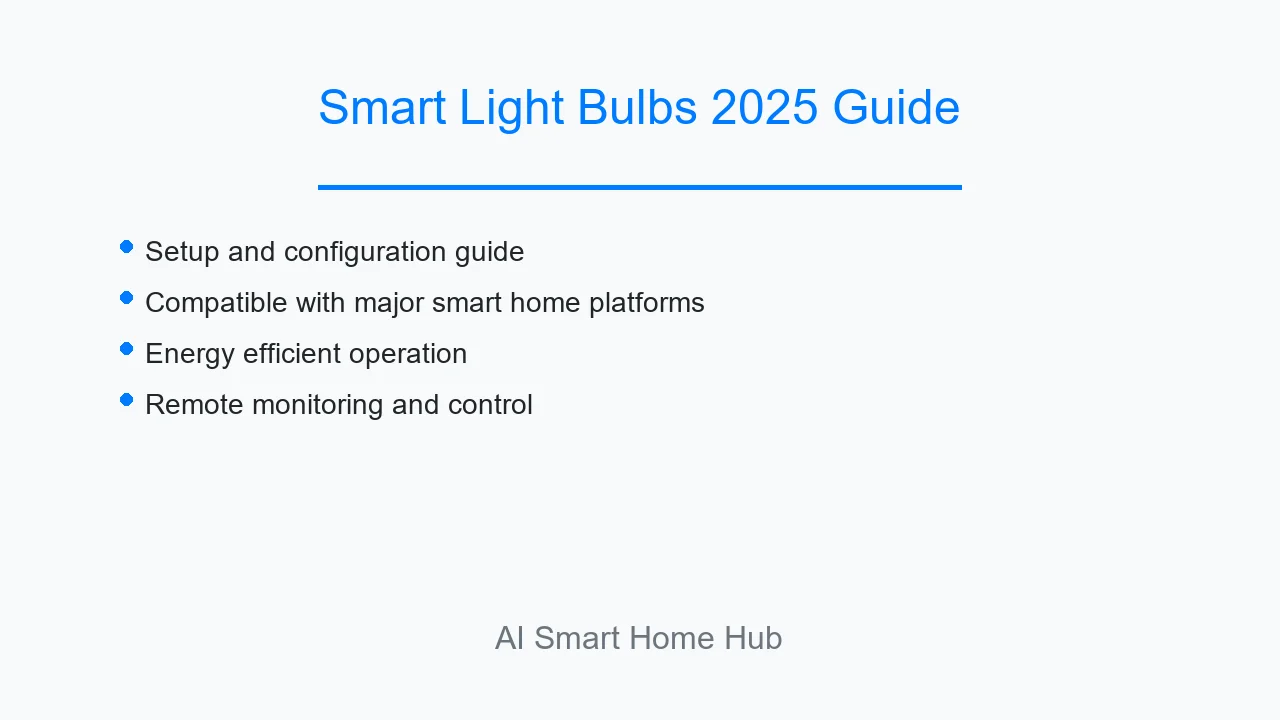 Smart Light Bulbs 2025 Guide
Setup and configuration guide
Compatible with major smart home platforms
Energy efficient operation
Remote monitoring and control
AI Smart Home Hub